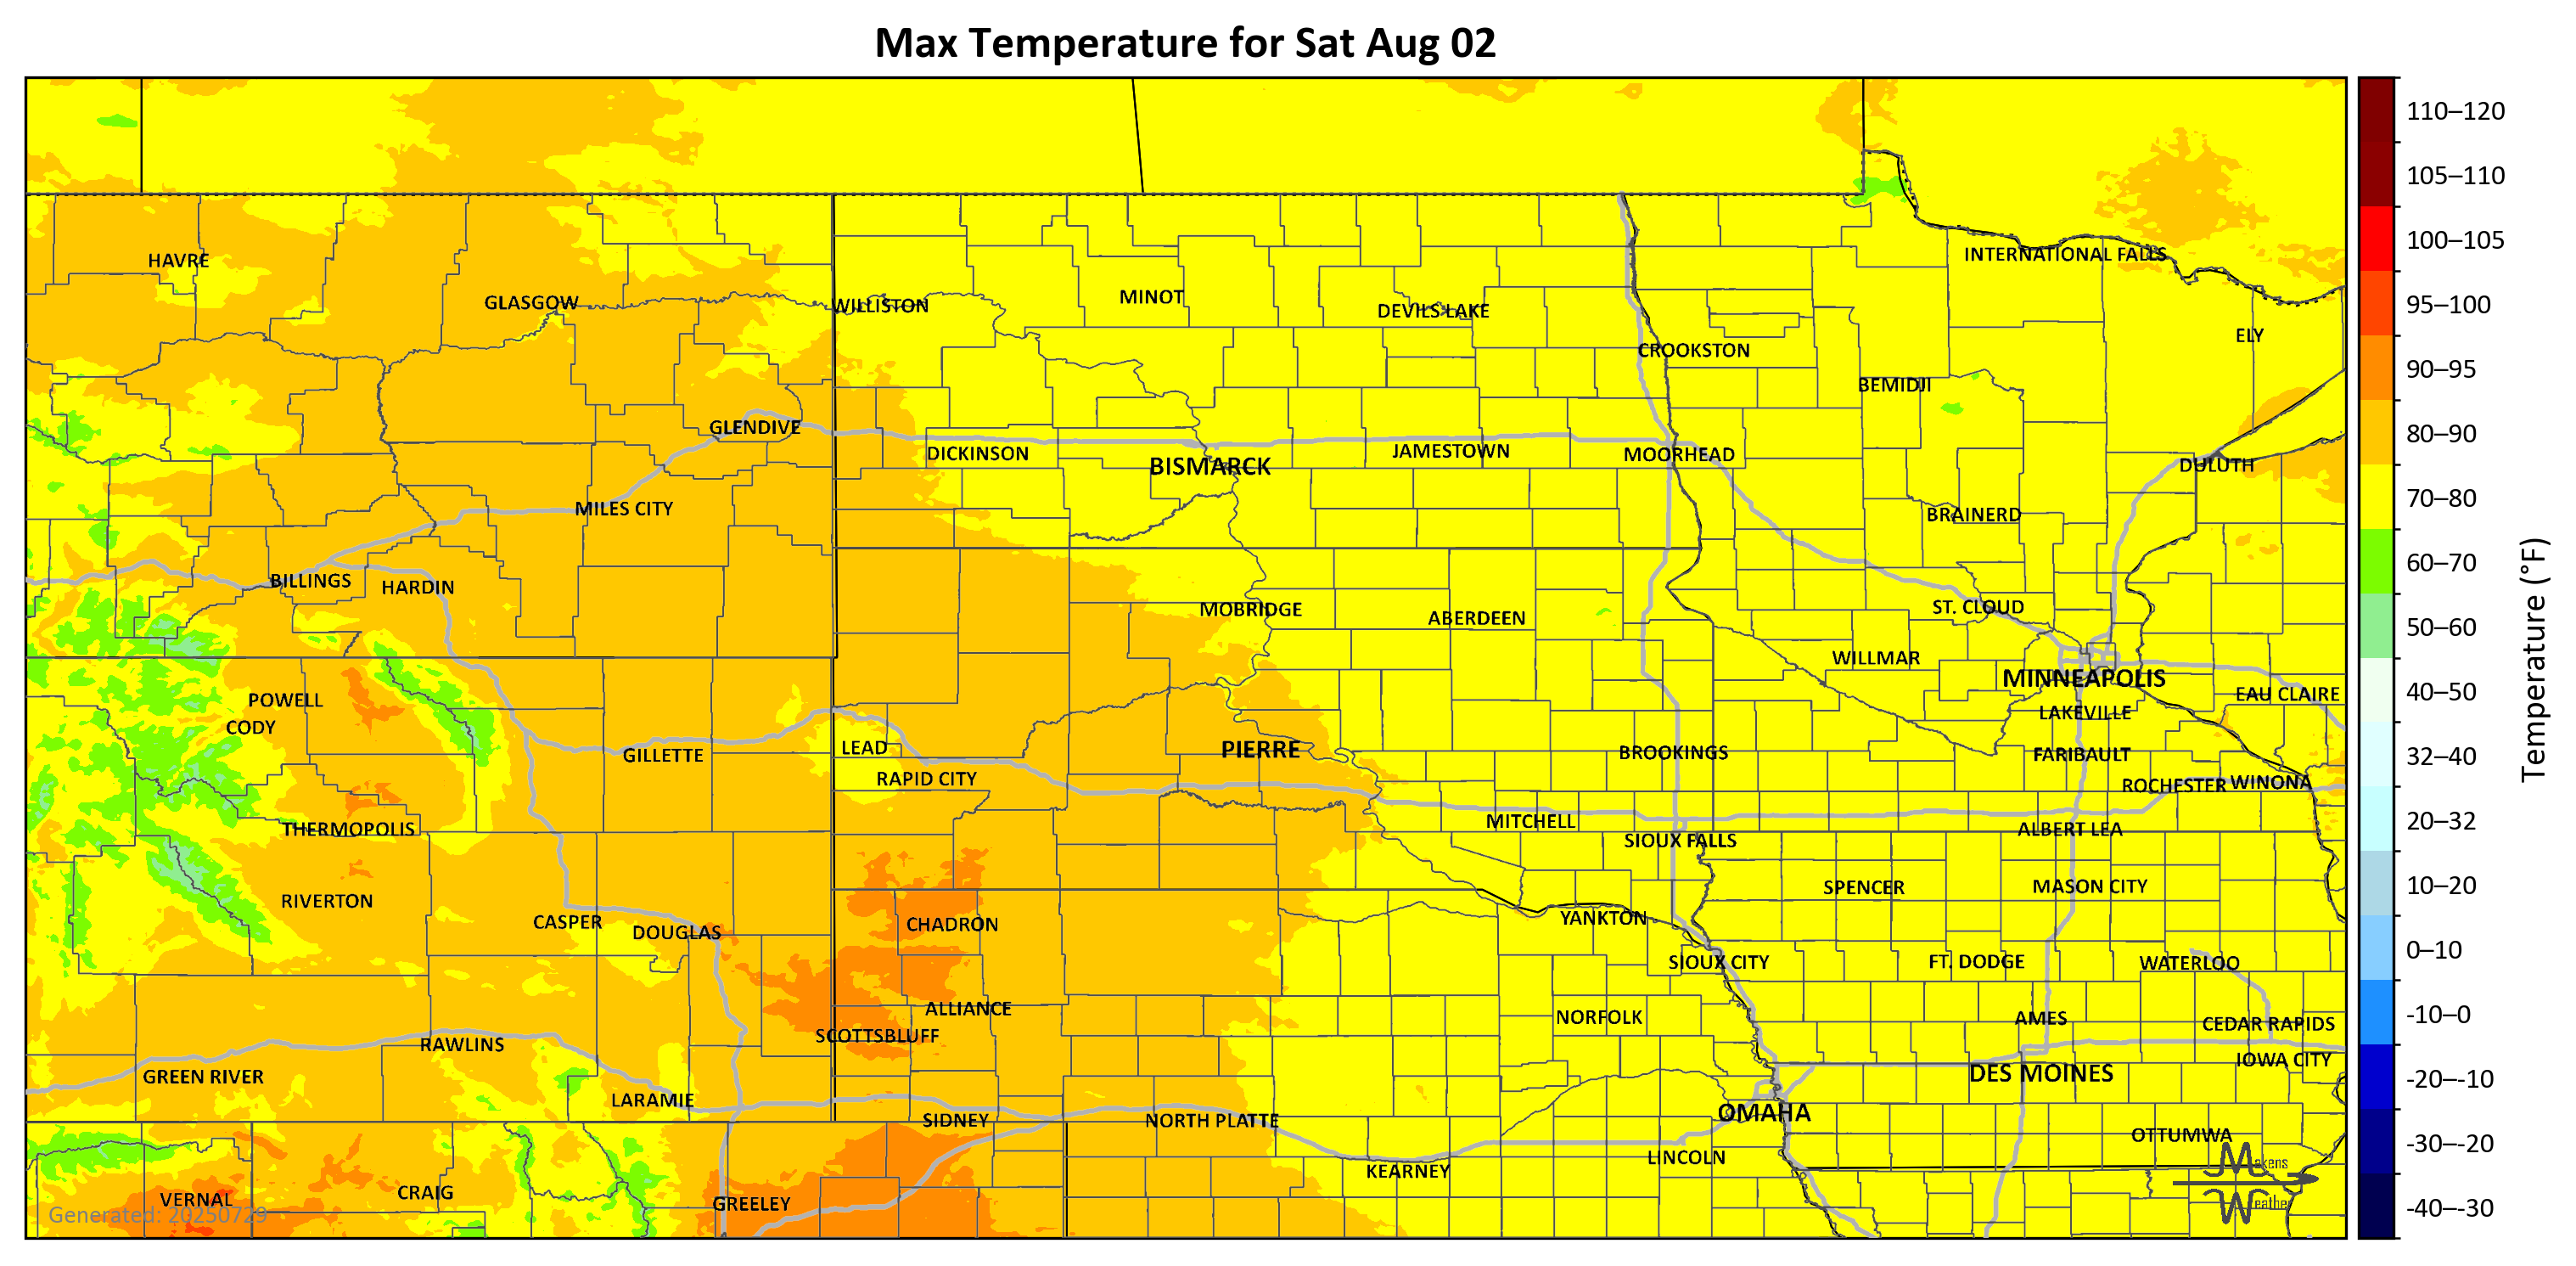 Max Temperature for Sat Aug 02
110–120
105–110
100–105
95–100
90–95
80–90
70–80
60–70
50–60
40–50
32–40
20–32
10–20
0–10
-10–0
-20–-10
-30–-20
-40–-30
Temperature (°F)
HAVRE
GLASGOW
WILLISTON
MINOT
DEVILS LAKE
INTERNATIONAL FALLS
ELY
CROOKSTON
BEMIDJI
GLENDIVE
DICKINSON
BISMARCK
JAMESTOWN
MOORHEAD
DULUTH
MILES CITY
BRAINERD
BILLINGS
HARDIN
MOBRIDGE
ABERDEEN
ST. CLOUD
WILLMAR
MINNEAPOLIS
EAU CLAIRE
POWELL
CODY
LAKEVILLE
GILLETTE
LEAD
PIERRE
BROOKINGS
FARIBAULT
RAPID CITY
ROCHESTER
WINONA
THERMOPOLIS
MITCHELL
SIOUX FALLS
ALBERT LEA
RIVERTON
SPENCER
MASON CITY
CASPER
DOUGLAS
CHADRON
YANKTON
SIOUX CITY
FT. DODGE
WATERLOO
ALLIANCE
NORFOLK
AMES
CEDAR RAPIDS
SCOTTSBLUFF
RAWLINS
IOWA CITY
GREEN RIVER
DES MOINES
LARAMIE
SIDNEY
NORTH PLATTE
OMAHA
OTTUMWA
LINCOLN
KEARNEY
VERNAL
CRAIG
GREELEY
Generated: 20250729
Makens
Weather